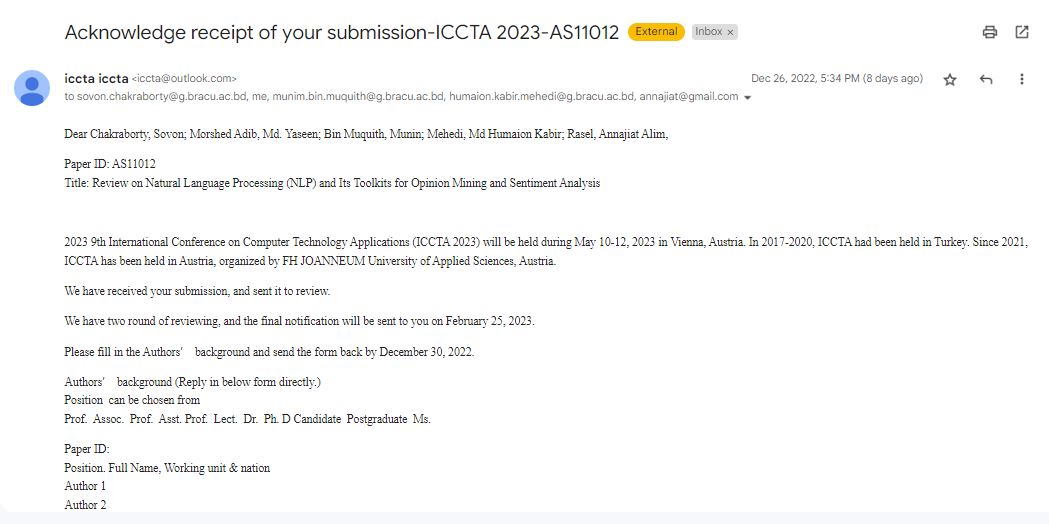 Acknowledge receipt of your submission-ICCTA 2023-AS11012 External Inbox ×
iccta iccta <iccta@outlook.com> Dec 26, 2022, 5:34 PM (8 days ago)
to sovon.chakraborty@g.bracu.ac.bd, me, munim.bin.muquith@g.bracu.ac.bd, humaion.kabir.mehedi@g.bracu.ac.bd, annajiat@gmail.com
Dear Chakraborty, Sovon; Morshed Adib, Md. Yaseen; Bin Muquith, Munin; Mehedi, Md Humaion Kabir; Rasel, Annajiat Alim,
Paper ID: AS11012
Title: Review on Natural Language Processing (NLP) and Its Toolkits for Opinion Mining and Sentiment Analysis
2023 9th International Conference on Computer Technology Applications (ICCTA 2023) will be held during May 10-12, 2023 in Vienna, Austria. In 2017-2020, ICCTA had been held in Turkey. Since 2021,
ICCTA has been held in Austria, organized by FH JOANNEUM University of Applied Sciences, Austria.
We have received your submission, and sent it to review.
We have two round of reviewing, and the final notification will be sent to you on February 25, 2023.
Please fill in the Authors' background and send the form back by December 30, 2022.
Authors' background (Reply in below form directly.)
Position can be chosen from
Prof. Assoc. Prof. Asst. Prof. Lect. Dr. Ph. D Candidate Postgraduate Ms.
Paper ID:
Position. Full Name, Working unit & nation
Author 1
Author 2